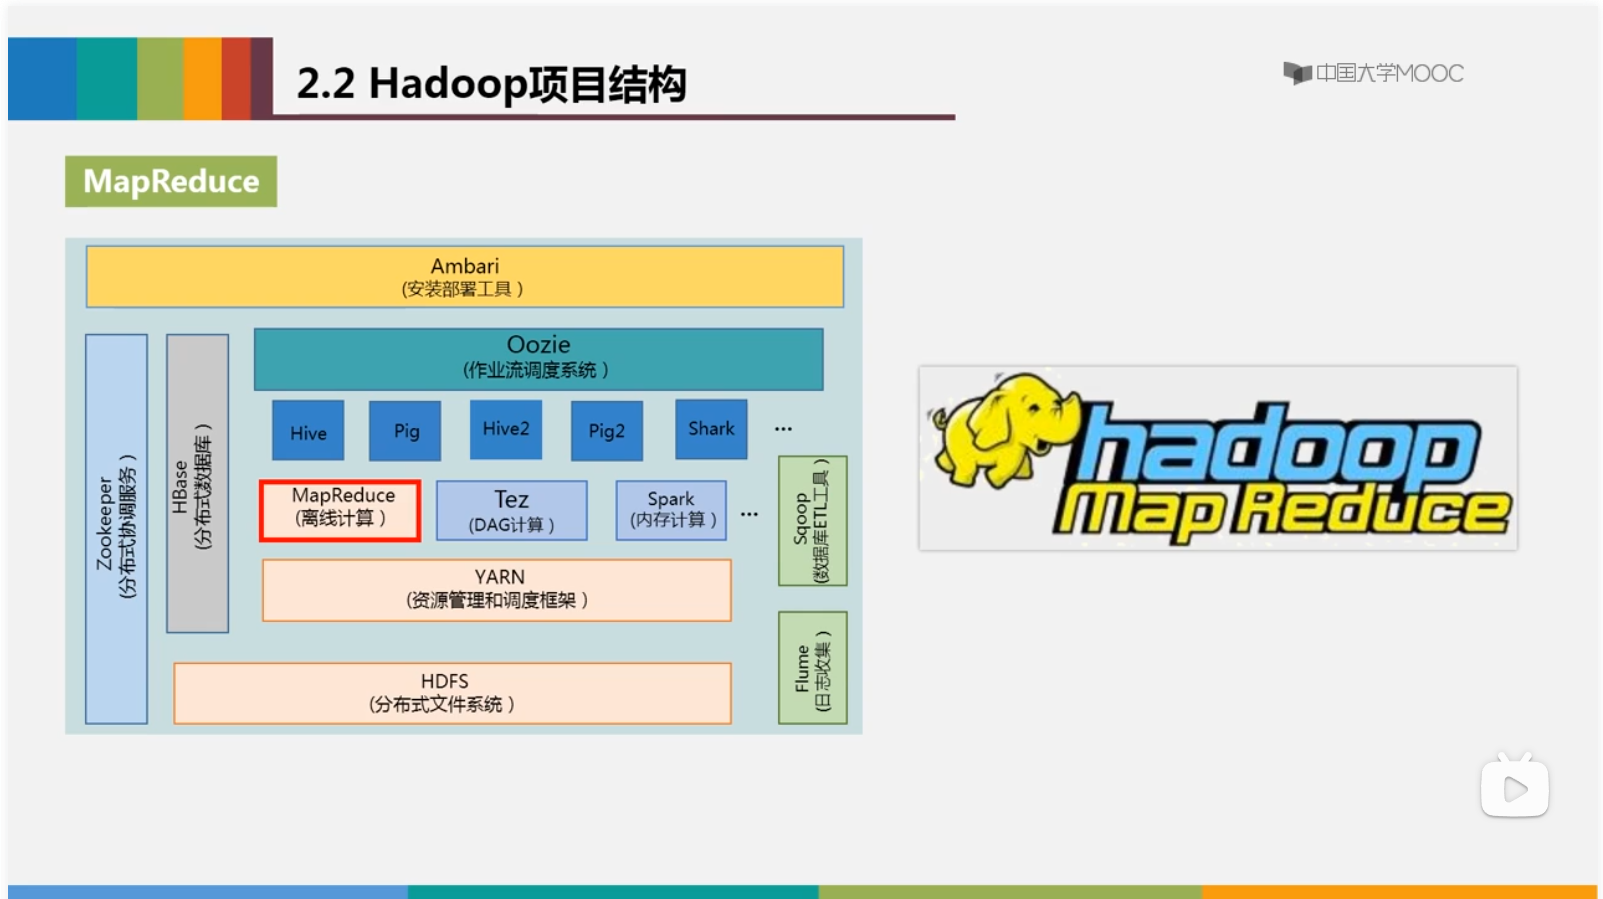 2.2 Hadoop项目结构
中国大学MOOC
MapReduce
Ambari
(安装部署工具）
Oozie
(作业流调度系统）
Hive
Pig
Hive2
Pig2
Shark
...
Zookeeper
(分布式协调服务）
HBase
(分布式数据库）
MapReduce
(离线计算）
Tez
(DAG计算）
Spark
(内存计算）
...
Sqoop
(数据库ETL工具）
YARN
(资源管理和调度框架）
Flume
(日志收集）
HDFS
(分布式文件系统）
hadoop
Map Reduce